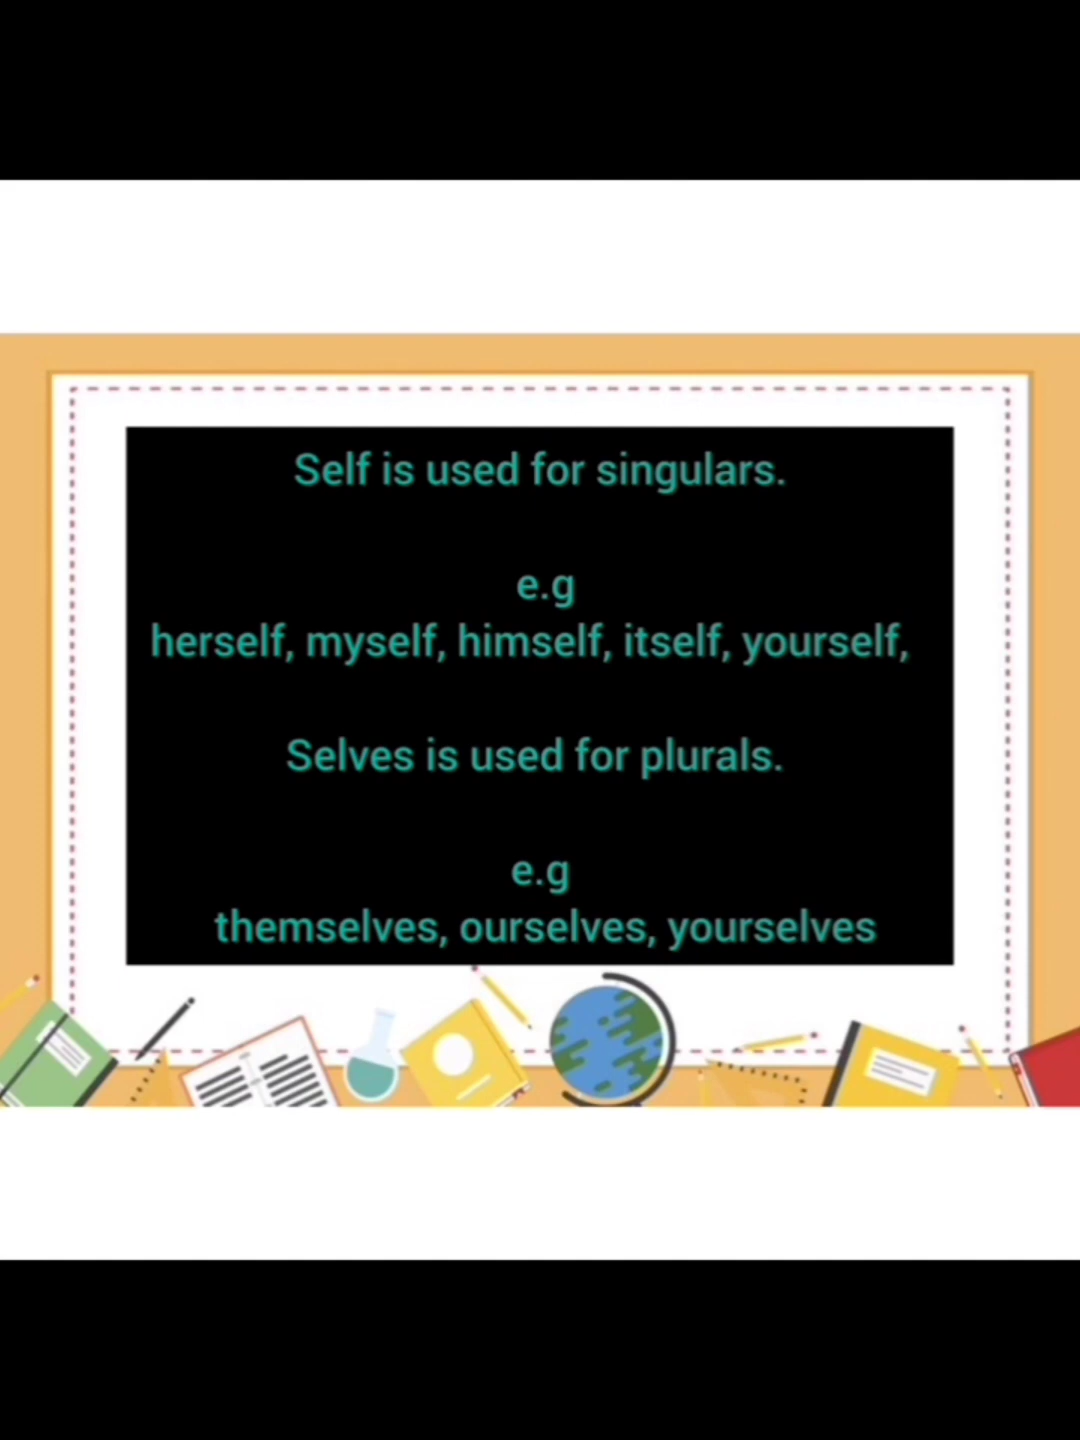 Self is used for singulars.
e.g
herself, myself, himself, itself, yourself,
Selves is used for plurals.
e.g
themselves, ourselves, yourselves